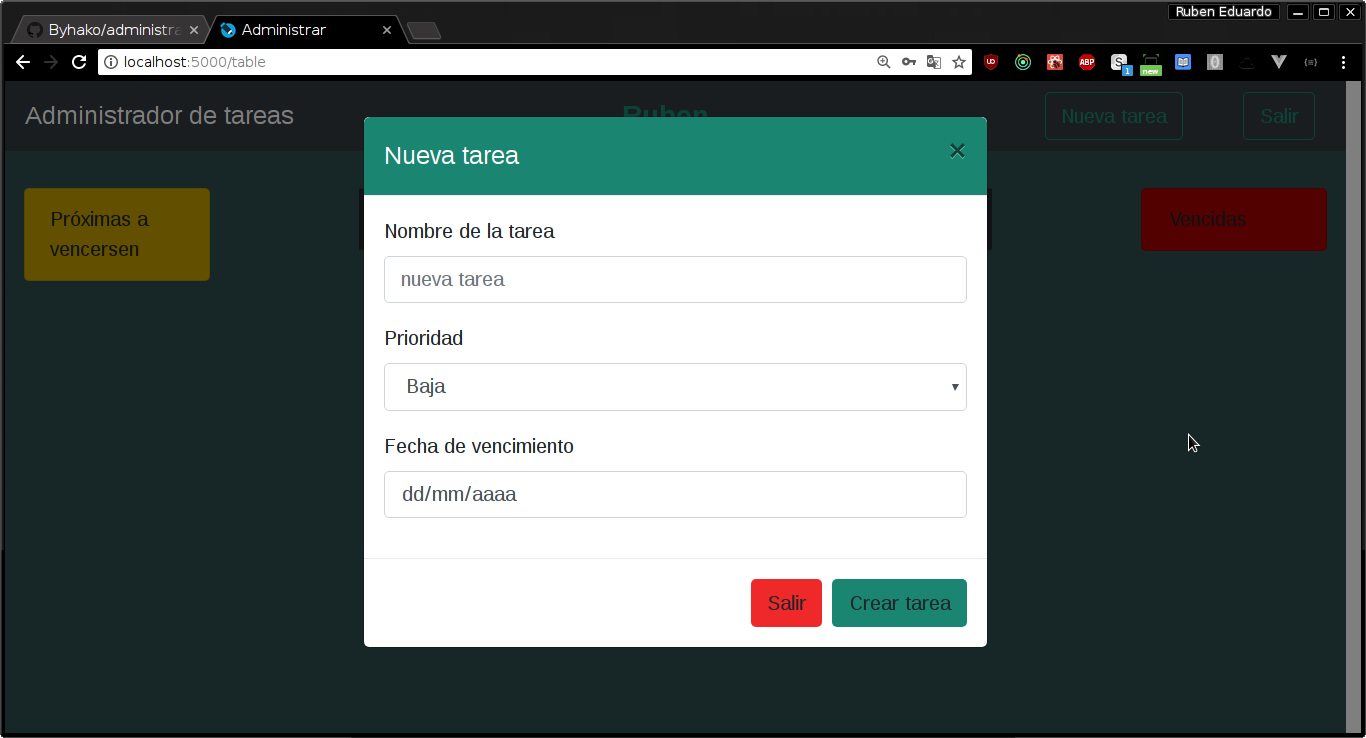 Ruben Eduardo
Byhako/administra
Administrar
localhost:5000/table
UD
ABP
S
1
new
Administrador de tareas
Ruben
Nueva tarea
Salir
Próximas a
vencersen
Vencidas
Nueva tarea
×
Nombre de la tarea
nueva tarea
Prioridad
Baja
Fecha de vencimiento
dd/mm/aaaa
Salir
Crear tarea